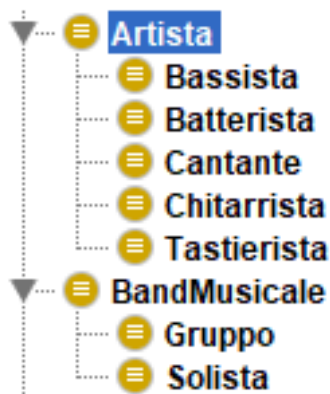 Artista
Bassista
Batterista
Cantante
Chitarrista
Tastierista
BandMusicale
Gruppo
Solista